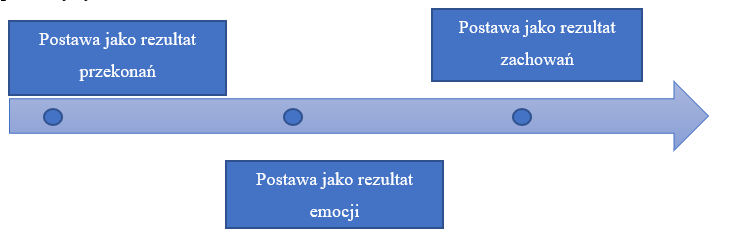 Postawa jako rezultat
przekonań
Postawa jako rezultat
emocji
Postawa jako rezultat
zachowań